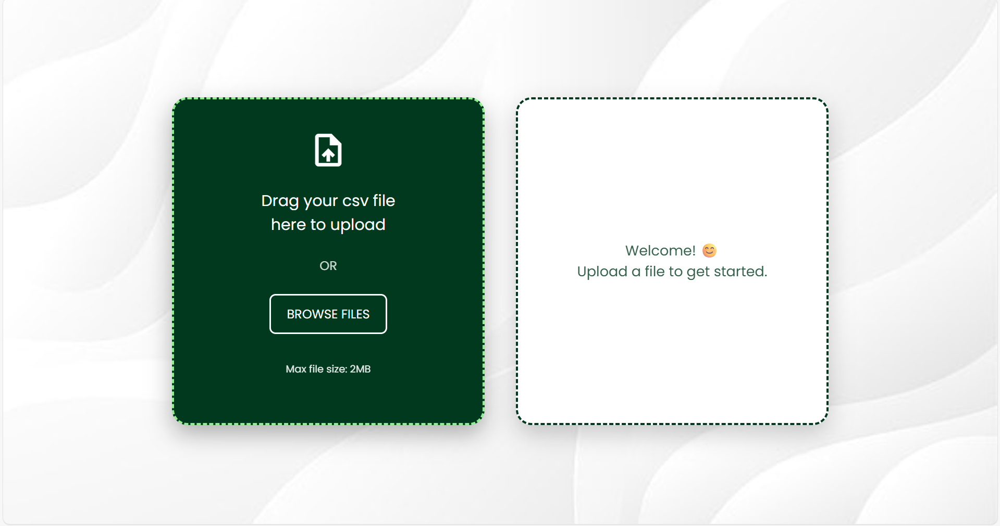 Drag your csv file
here to upload
OR
BROWSE FILES
Max file size: 2MB
Welcome! 😊
Upload a file to get started.